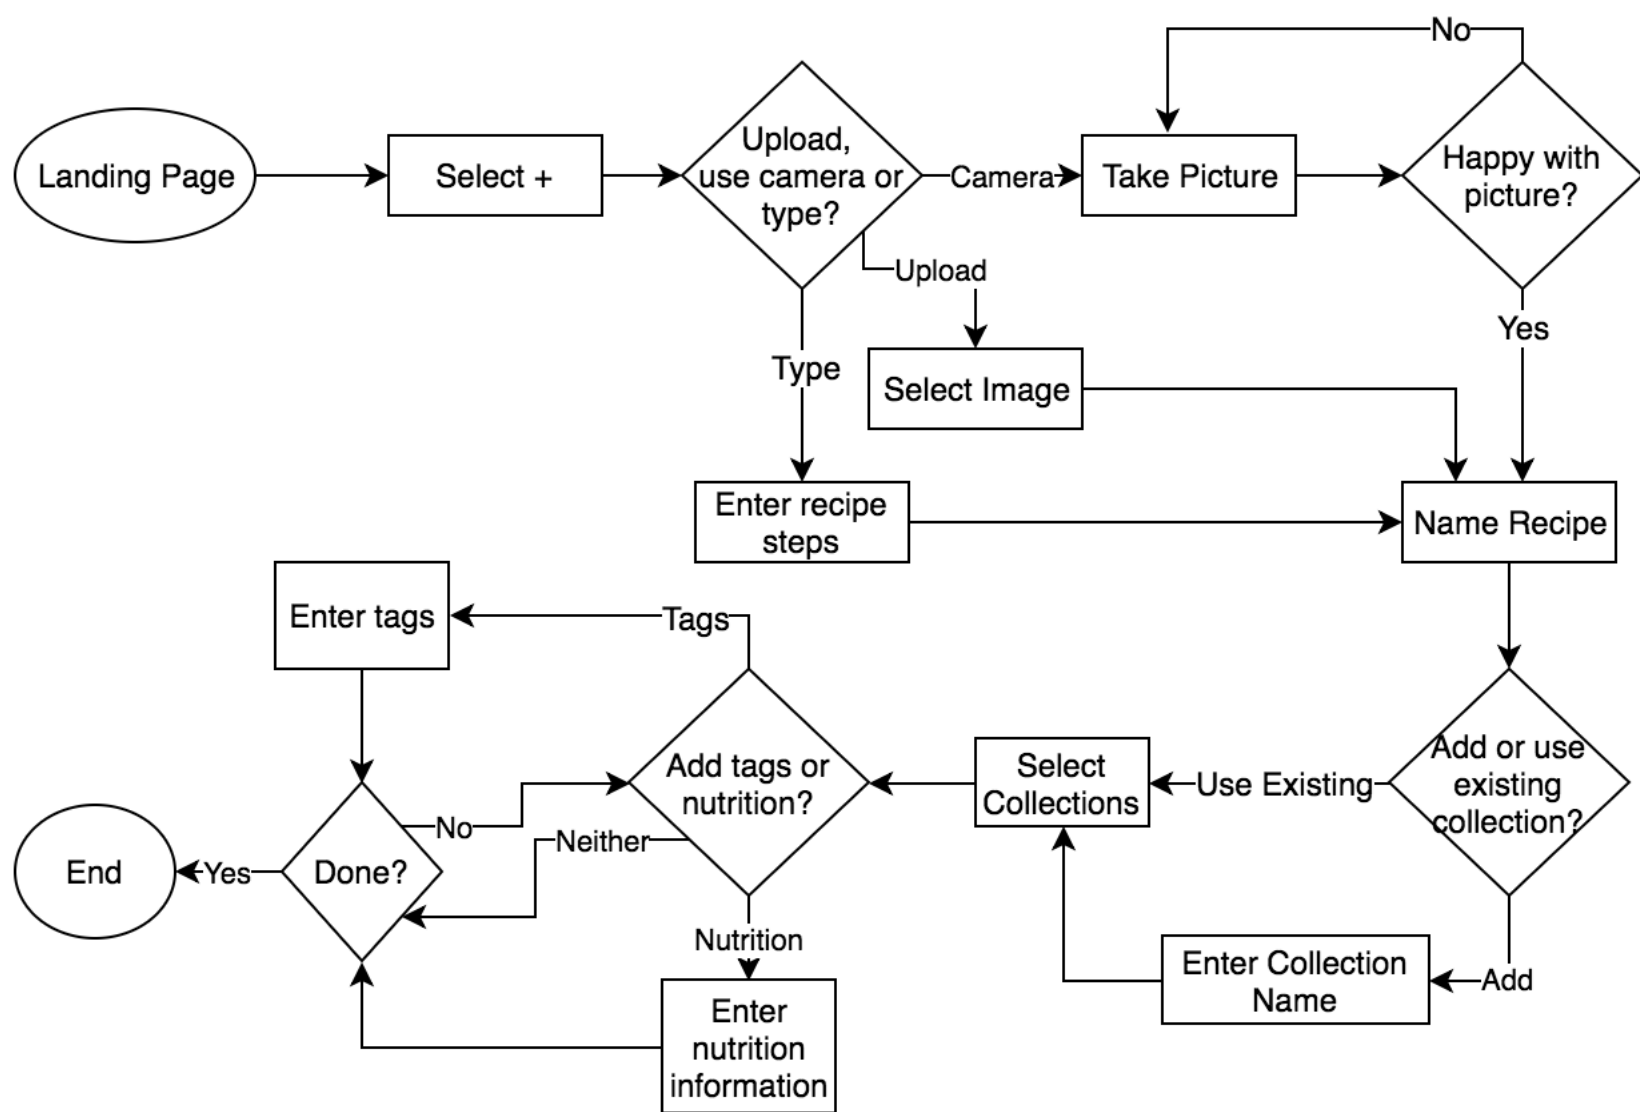 No
Landing Page
Select +
Upload,
use camera or
type?
Camera
Take Picture
Happy with
picture?
Upload
Yes
Type
Select Image
Enter recipe
steps
Name Recipe
Enter tags
Tags
Add tags or
nutrition?
Select
Collections
Use Existing
Add or use
existing
collection?
No
Neither
End
Yes
Done?
Nutrition
Enter Collection
Name
Add
Enter
nutrition
information